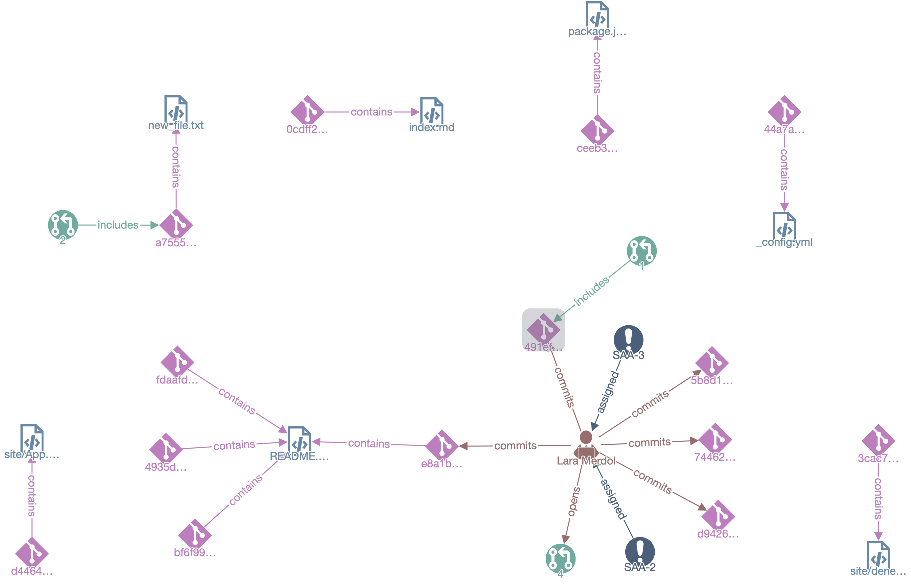 package.j...
contains
new-file.txt
0cdff2...
contains
index.md
44a7a...
ceeb3...
contains
contains
2
includes
a7555...
_config.yml
1
includes
491ef...
SAA-3
fdaafd...
5b8d1...
commits
assigned
commits
contains
site/App....
4935d...
contains
README....
contains
e8a1b...
commits
Lara Merdol
commits
74462...
3cac7...
contains
contains
commits
opens
assigned
contains
bf6f99...
d9426...
d4464...
4
SAA-2
site/dene...